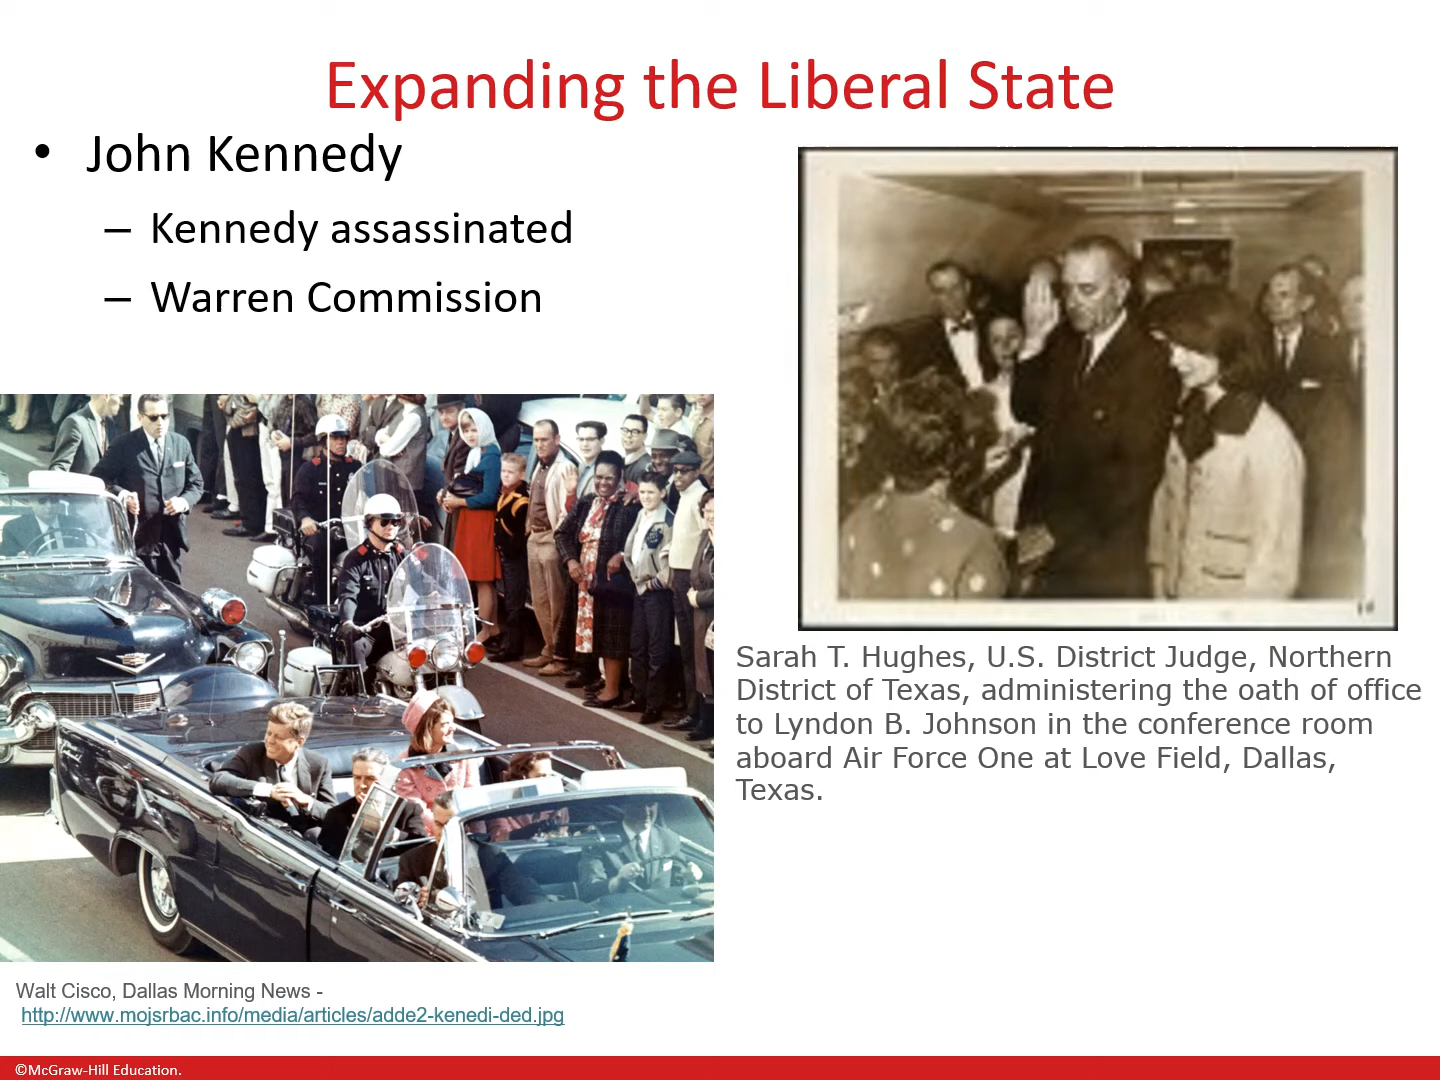 Expanding the Liberal State
• John Kennedy
– Kennedy assassinated
– Warren Commission
Sarah T. Hughes, U.S. District Judge, Northern
District of Texas, administering the oath of office
to Lyndon B. Johnson in the conference room
aboard Air Force One at Love Field, Dallas,
Texas.
Walt Cisco, Dallas Morning News -
http://www.mojsrbac.info/media/articles/adde2-kenedi-ded.jpg
©McGraw-Hill Education.